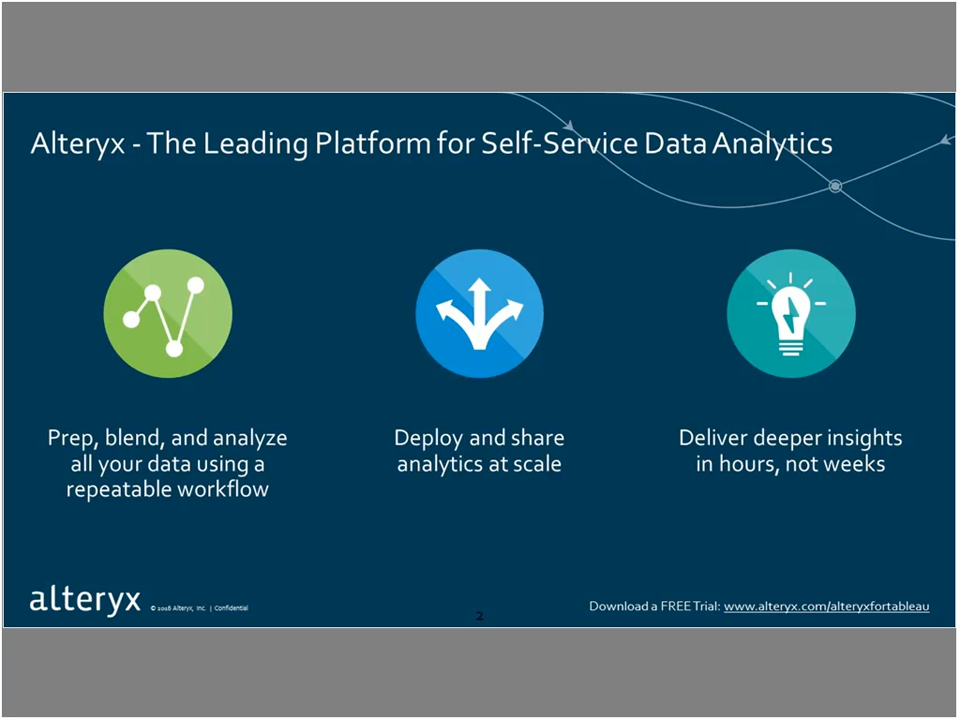 Alteryx - The Leading Platform for Self-Service Data Analytics
Prep, blend, and analyze
all your data using a
repeatable workflow
Deploy and share
analytics at scale
Deliver deeper insights
in hours, not weeks
alteryx © 2016 Alteryx, Inc. | Confidential
2
Download a FREE Trial: www.alteryx.com/alteryxfortableau